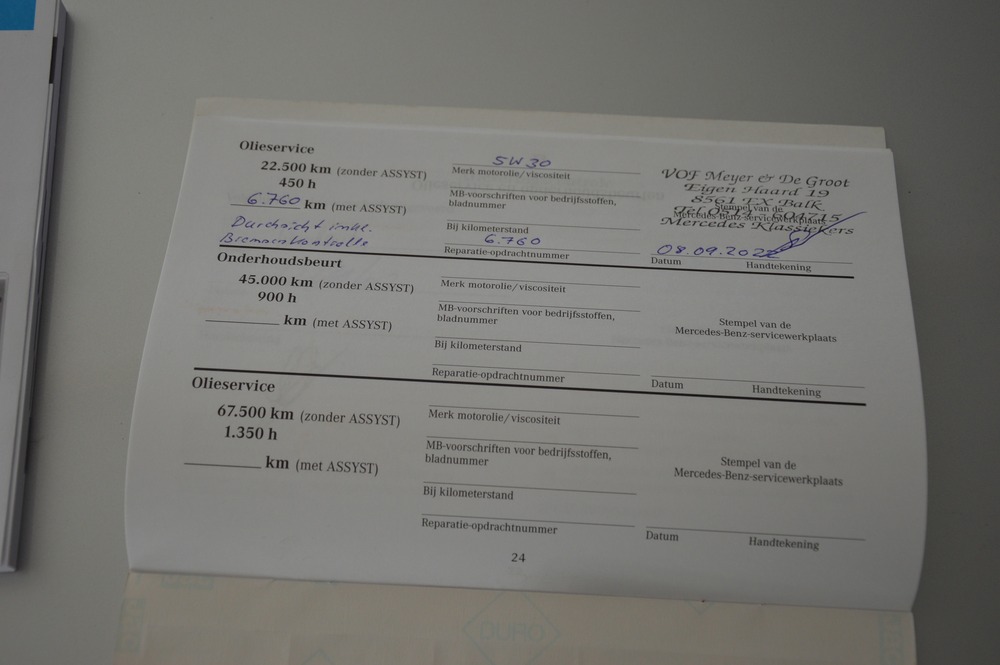 Olieservice
22.500 km (zonder ASSYST)
450 h
6.760 km (met ASSYST)
Durchsicht inkl.
Bremsenkontrolle
5W30
Merk motorolie/viscositeit
MB-voorschriften voor bedrijfsstoffen,
bladnummer
Bij kilometerstand
6.760
Reparatie-opdrachtnummer
VOF Meyer & De Groot
Eigen Haard 19
8561 EX Balk
Stempel van de
Mercedes-Benz-servicewerkplaats
Mercedes Klassiekers
08.09.2022
Datum Handtekening
Onderhoudsbeurt
45.000 km (zonder ASSYST)
900 h
km (met ASSYST)
Merk motorolie/viscositeit
MB-voorschriften voor bedrijfsstoffen,
bladnummer
Bij kilometerstand
Reparatie-opdrachtnummer
Stempel van de
Mercedes-Benz-servicewerkplaats
Datum Handtekening
Olieservice
67.500 km (zonder ASSYST)
1.350 h
km (met ASSYST)
Merk motorolie/viscositeit
MB-voorschriften voor bedrijfsstoffen,
bladnummer
Bij kilometerstand
Reparatie-opdrachtnummer
Stempel van de
Mercedes-Benz-servicewerkplaats
Datum Handtekening
24